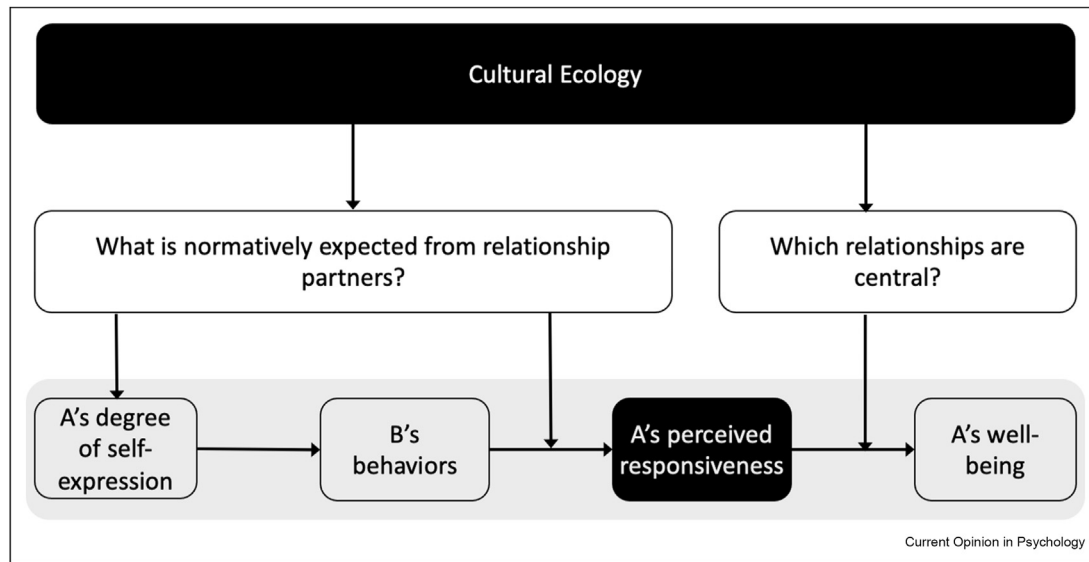 Cultural Ecology
What is normatively expected from relationship
partners?
Which relationships are
central?
A’s degree
of self-
expression
B’s
behaviors
A’s perceived
responsiveness
A’s well-
being
Current Opinion in Psychology